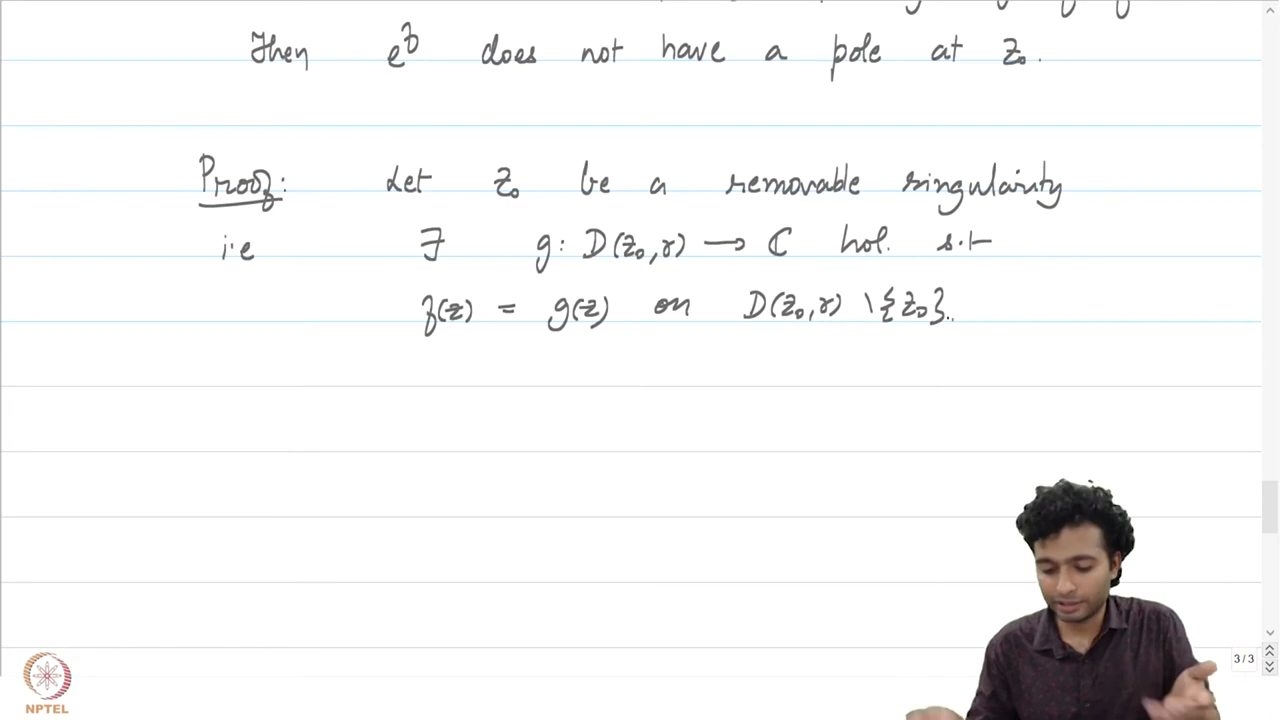 Then e^f does not have a pole at z₀.
Proof: Let z₀ be a removable singularity
i.e ∃ g: D(z₀,r) → ℂ hol. s.t
f(z) = g(z) on D(z₀,r) \{z₀}.
3/3
NPTEL